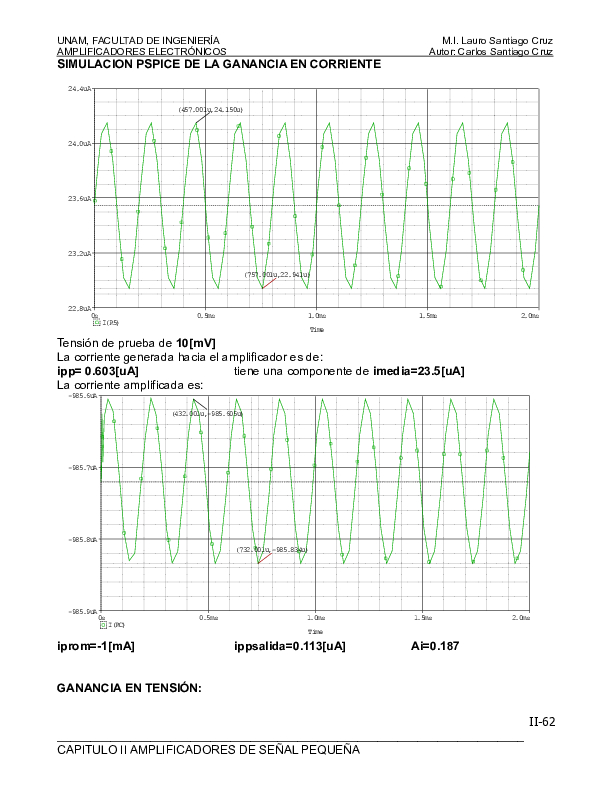 UNAM, FACULTAD DE INGENIERÍA M.I. Lauro Santiago Cruz
AMPLIFICADORES ELECTRÓNICOS Autor: Carlos Santiago Cruz
SIMULACION PSPICE DE LA GANANCIA EN CORRIENTE
24.4uA
(457.001u,24.150u)
24.0uA
23.6uA
23.2uA
(757.001u,22.941u)
22.8uA
0s 0.5ms 1.0ms 1.5ms 2.0ms
I(R5)
Time
Tensión de prueba de 10[mV]
La corriente generada hacia el amplificador es de:
ipp= 0.603[uA] tiene una componente de imedia=23.5[uA]
La corriente amplificada es:
-985.6uA
(432.001u,-985.605u)
-985.7uA
-985.8uA
(732.001u,-985.834u)
-985.9uA
0s 0.5ms 1.0ms 1.5ms 2.0ms
I(RC)
Time
iprom=-1[mA] ippsalida=0.113[uA] Ai=0.187
GANANCIA EN TENSIÓN:
II-62
CAPITULO II AMPLIFICADORES DE SEÑAL PEQUEÑA